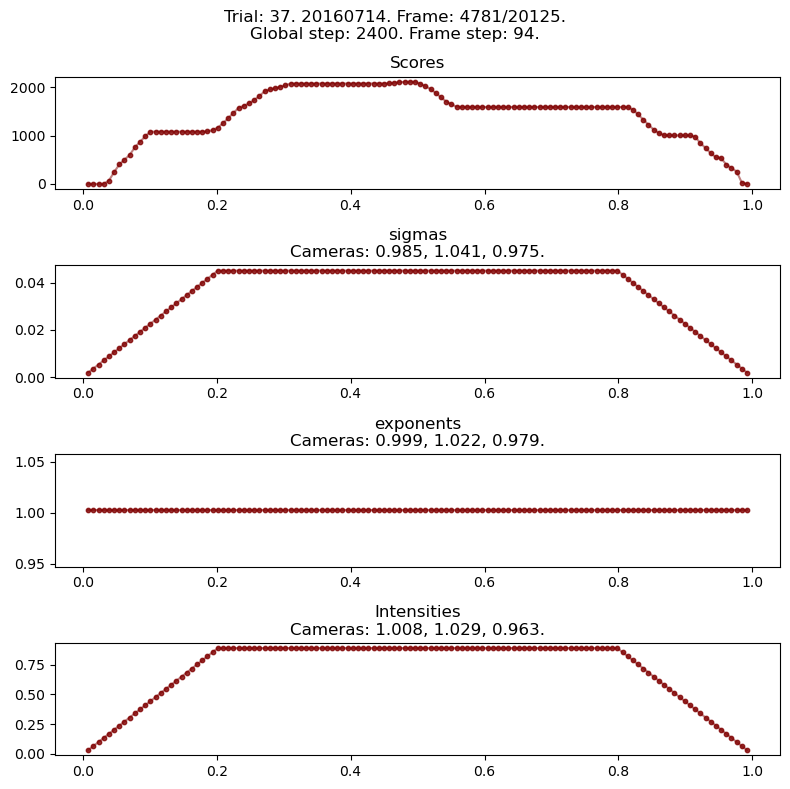 Trial: 37. 20160714. Frame: 4781/20125.
Global step: 2400. Frame step: 94.
Scores
2000
1000
0
0.0 0.2 0.4 0.6 0.8 1.0
sigmas
Cameras: 0.985, 1.041, 0.975.
0.04
0.02
0.00
0.0 0.2 0.4 0.6 0.8 1.0
exponents
Cameras: 0.999, 1.022, 0.979.
1.05
1.00
0.95
0.0 0.2 0.4 0.6 0.8 1.0
Intensities
Cameras: 1.008, 1.029, 0.963.
0.75
0.50
0.25
0.00
0.0 0.2 0.4 0.6 0.8 1.0